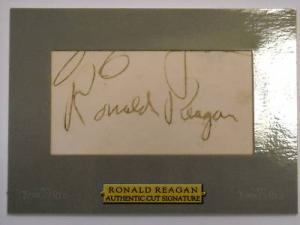 Ronald Reagan
RONALD REAGAN
AUTHENTIC CUT SIGNATURE